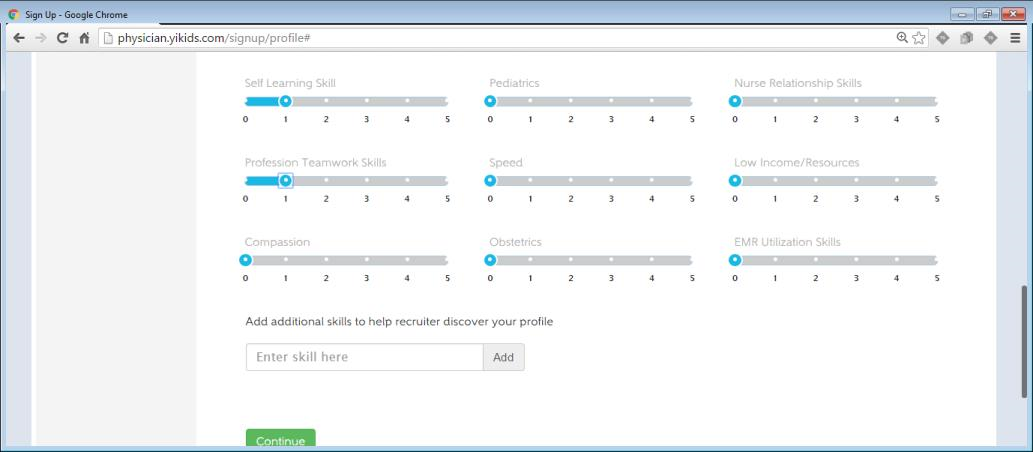 Sign Up - Google Chrome
physician.yikids.com/signup/profile#
Self Learning Skill Pediatrics Nurse Relationship Skills
0 1 2 3 4 5 0 1 2 3 4 5 0 1 2 3 4 5
Profession Teamwork Skills Speed Low Income/Resources
0 1 2 3 4 5 0 1 2 3 4 5 0 1 2 3 4 5
Compassion Obstetrics EMR Utilization Skills
0 1 2 3 4 5 0 1 2 3 4 5 0 1 2 3 4 5
Add additional skills to help recruiter discover your profile
Enter skill here Add
Continue